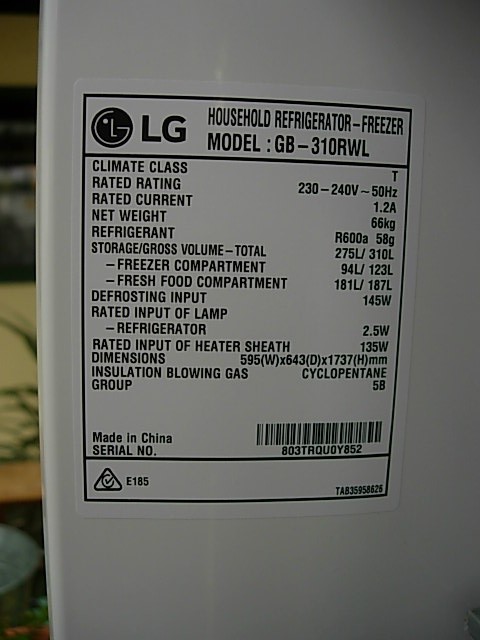 LG HOUSEHOLD REFRIGERATOR-FREEZER
MODEL : GB-310RWL
CLIMATE CLASS T
RATED RATING 230-240V~50Hz
RATED CURRENT 1.2A
NET WEIGHT 66kg
REFRIGERANT R600a 58g
STORAGE/GROSS VOLUME-TOTAL 275L/ 310L
-FREEZER COMPARTMENT 94L/ 123L
-FRESH FOOD COMPARTMENT 181L/ 187L
DEFROSTING INPUT 145W
RATED INPUT OF LAMP
-REFRIGERATOR 2.5W
RATED INPUT OF HEATER SHEATH 135W
DIMENSIONS 595(W)x643(D)x1737(H)mm
INSULATION BLOWING GAS CYCLOPENTANE
GROUP 5B
Made in China
SERIAL NO. 803TRQU0Y852
E185 TAB35958626